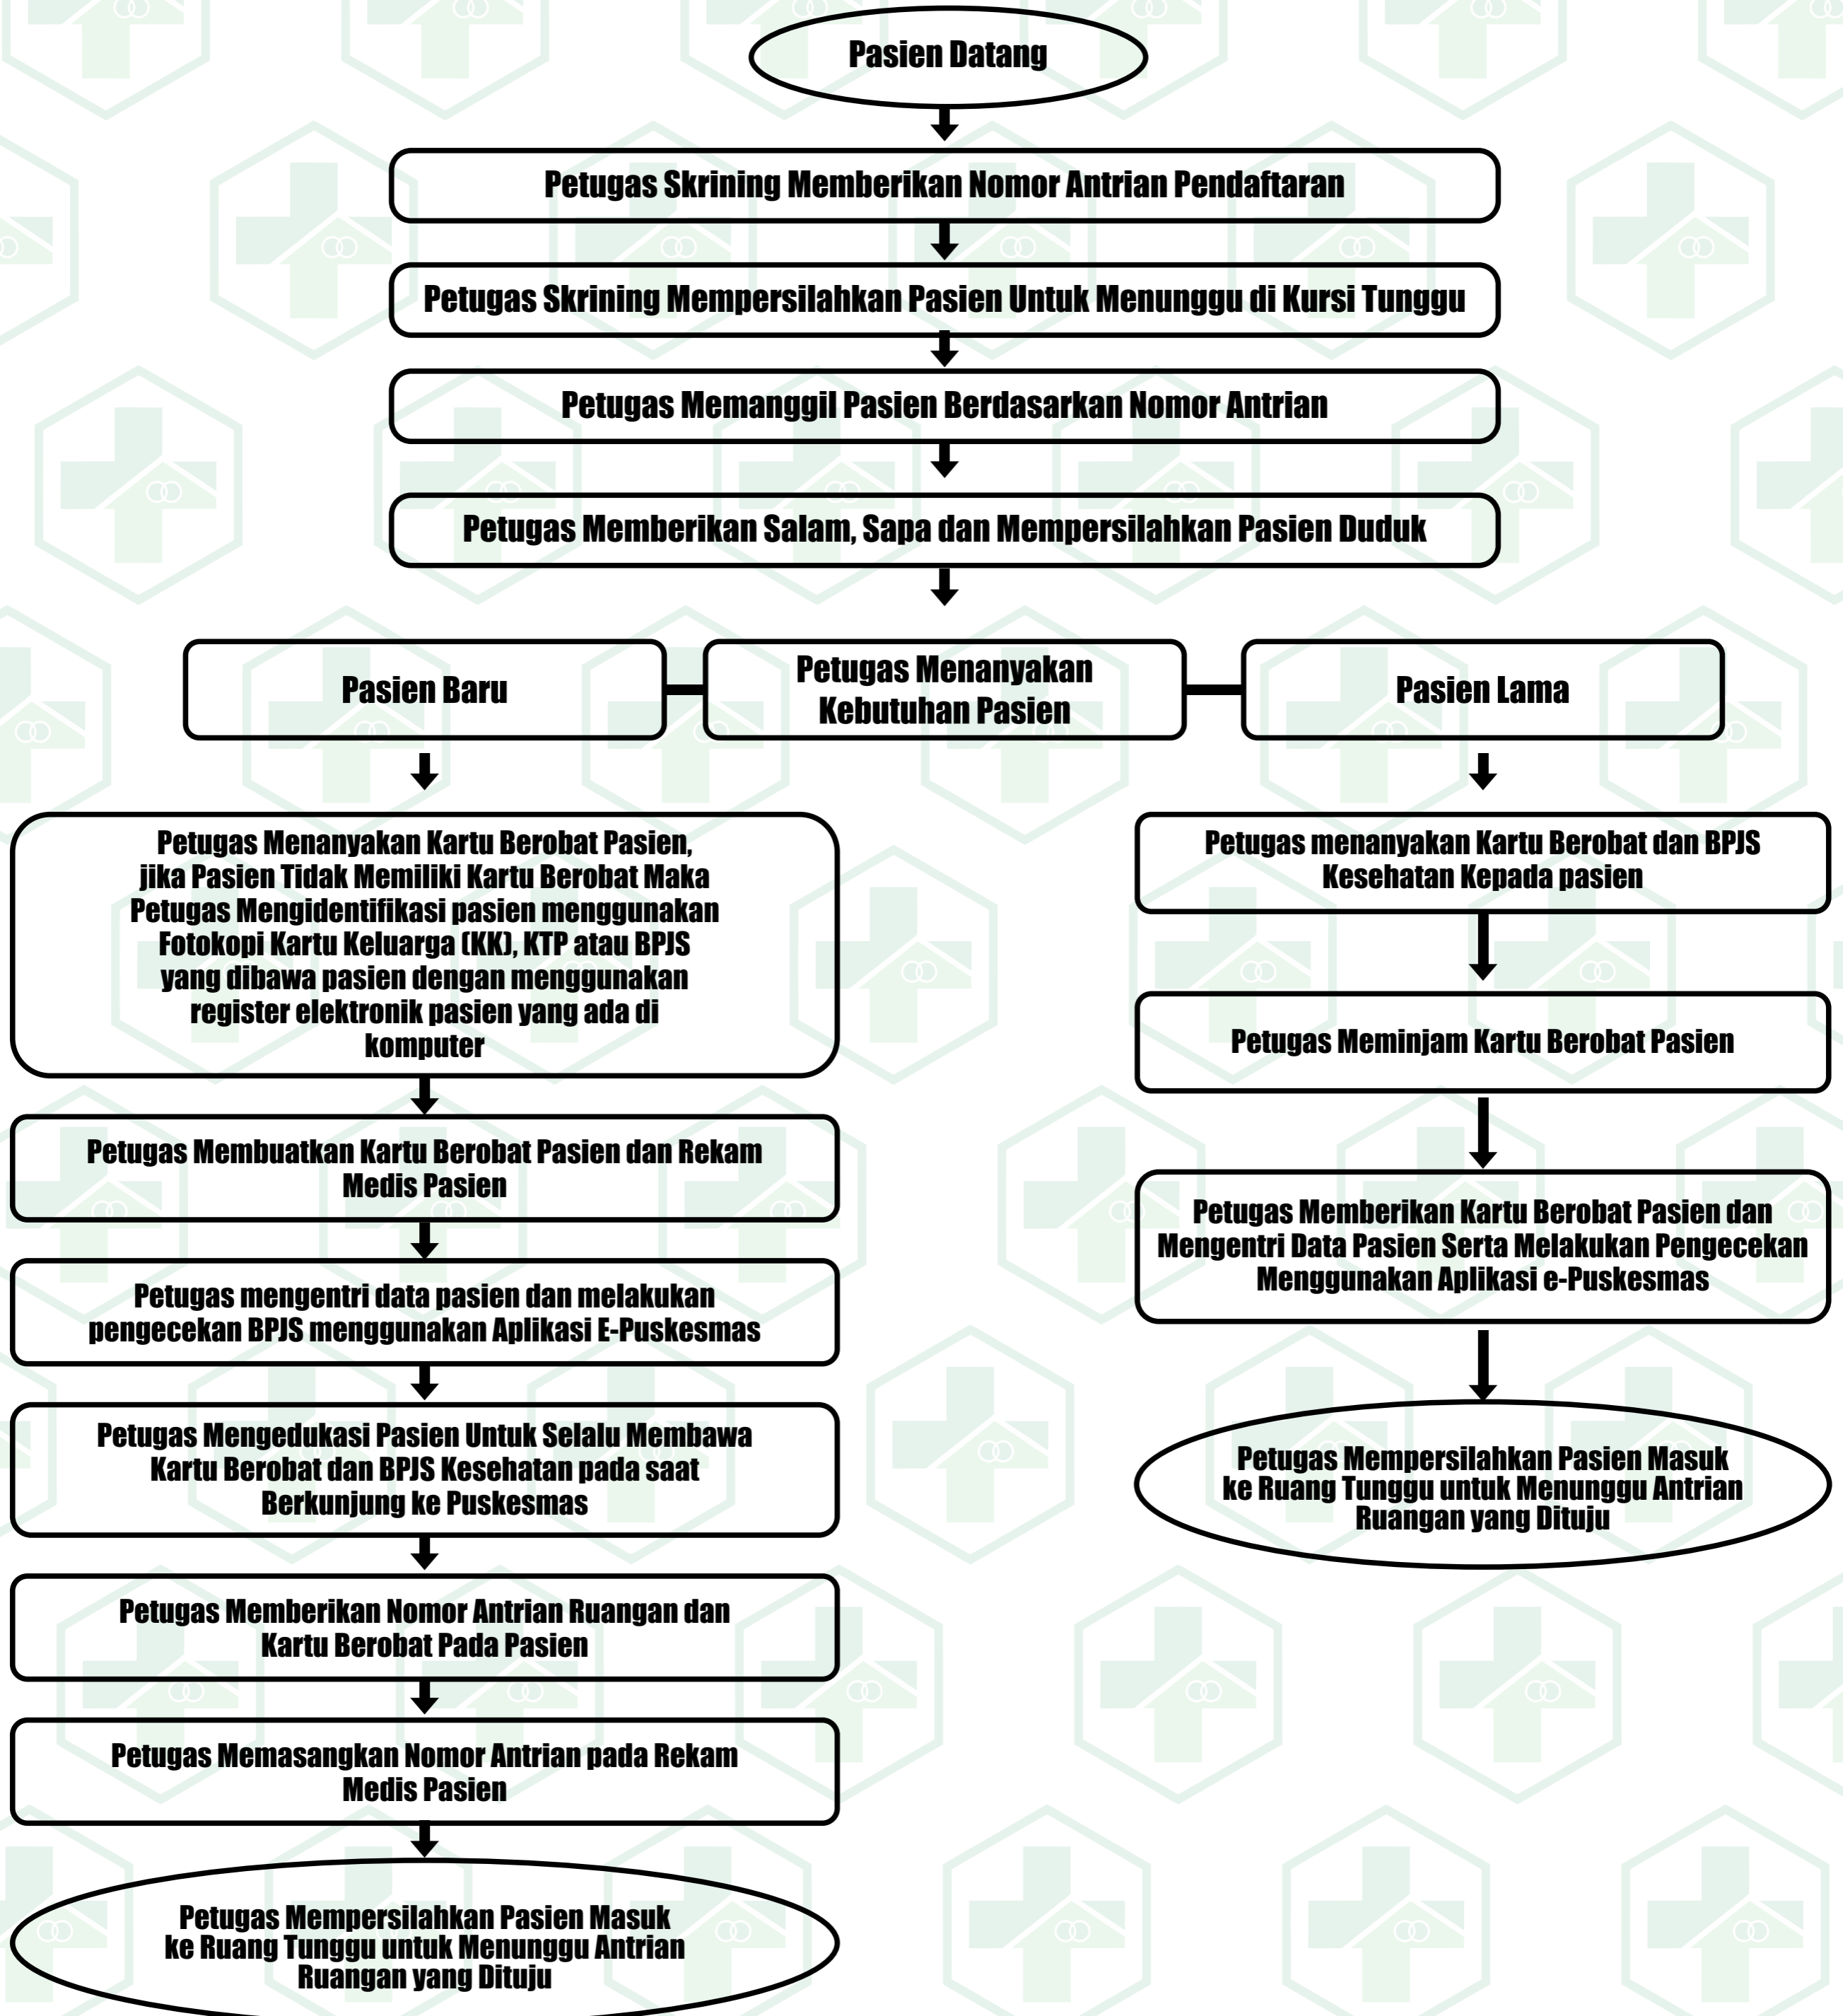 Pasien Datang
Petugas Skrining Memberikan Nomor Antrian Pendaftaran
Petugas Skrining Mempersilahkan Pasien Untuk Menunggu di Kursi Tunggu
Petugas Memanggil Pasien Berdasarkan Nomor Antrian
Petugas Memberikan Salam, Sapa dan Mempersilahkan Pasien Duduk
Petugas Menanyakan
Kebutuhan Pasien
Pasien Baru
Petugas Menanyakan Kartu Berobat Pasien,
jika Pasien Tidak Memiliki Kartu Berobat Maka
Petugas Mengidentifikasi pasien menggunakan
Fotokopi Kartu Keluarga (KK), KTP atau BPJS
yang dibawa pasien dengan menggunakan
register elektronik pasien yang ada di
komputer
Petugas Membuatkan Kartu Berobat Pasien dan Rekam
Medis Pasien
Petugas mengentri data pasien dan melakukan
pengecekan BPJS menggunakan Aplikasi E-Puskesmas
Petugas Mengedukasi Pasien Untuk Selalu Membawa
Kartu Berobat dan BPJS Kesehatan pada saat
Berkunjung ke Puskesmas
Petugas Memberikan Nomor Antrian Ruangan dan
Kartu Berobat Pada Pasien
Petugas Memasangkan Nomor Antrian pada Rekam
Medis Pasien
Petugas Mempersilahkan Pasien Masuk
ke Ruang Tunggu untuk Menunggu Antrian
Ruangan yang Dituju
Pasien Lama
Petugas menanyakan Kartu Berobat dan BPJS
Kesehatan Kepada pasien
Petugas Meminjam Kartu Berobat Pasien
Petugas Memberikan Kartu Berobat Pasien dan
Mengentri Data Pasien Serta Melakukan Pengecekan
Menggunakan Aplikasi e-Puskesmas
Petugas Mempersilahkan Pasien Masuk
ke Ruang Tunggu untuk Menunggu Antrian
Ruangan yang Dituju